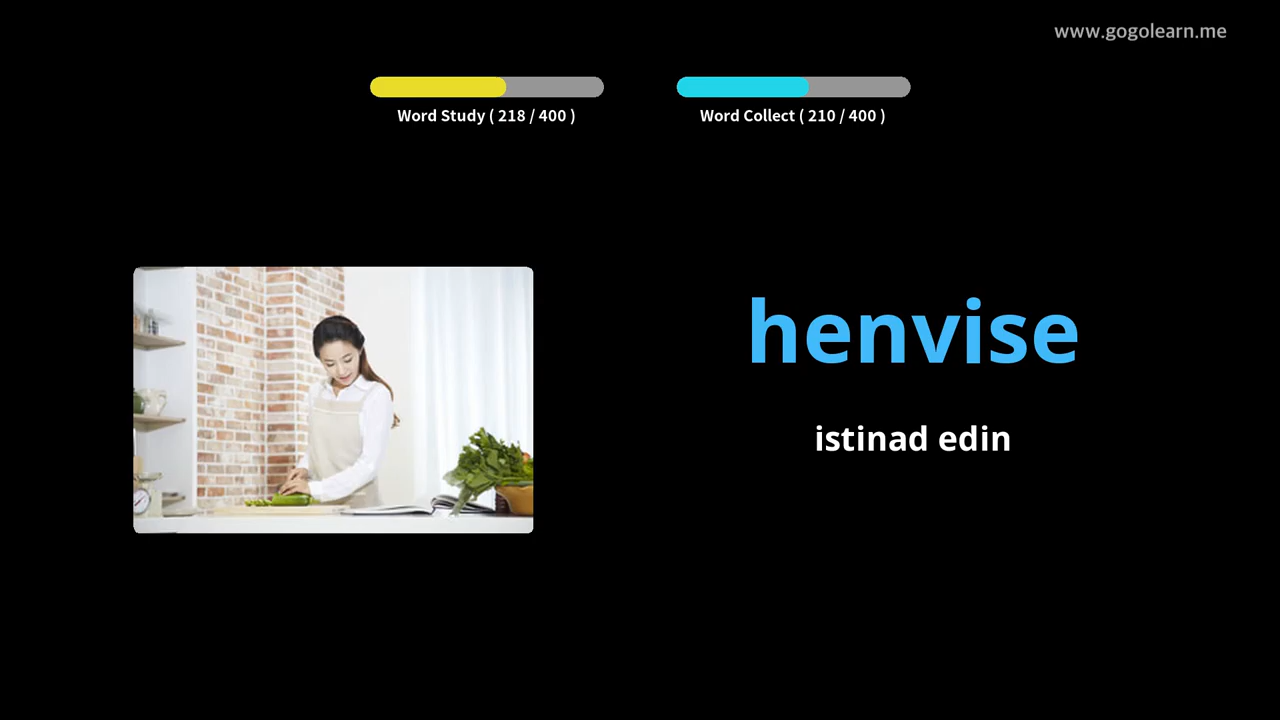 www.gogolearn.me
Word Study ( 218 / 400 )
Word Collect ( 210 / 400 )
henvise
istinad edin